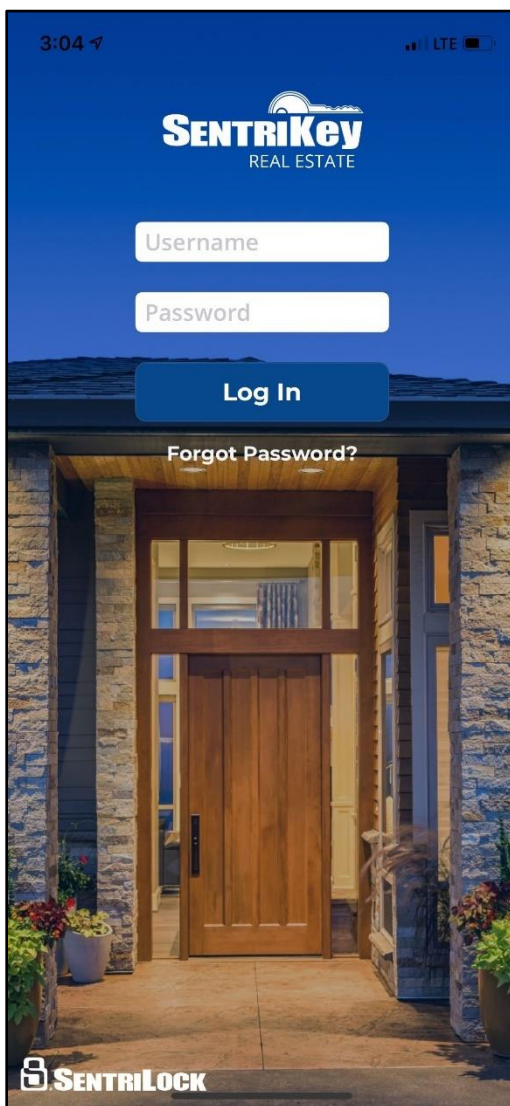 3:04
LTE
SENTRIKey
REAL ESTATE
Username
Password
Log In
Forgot Password?
SENTRILOCK